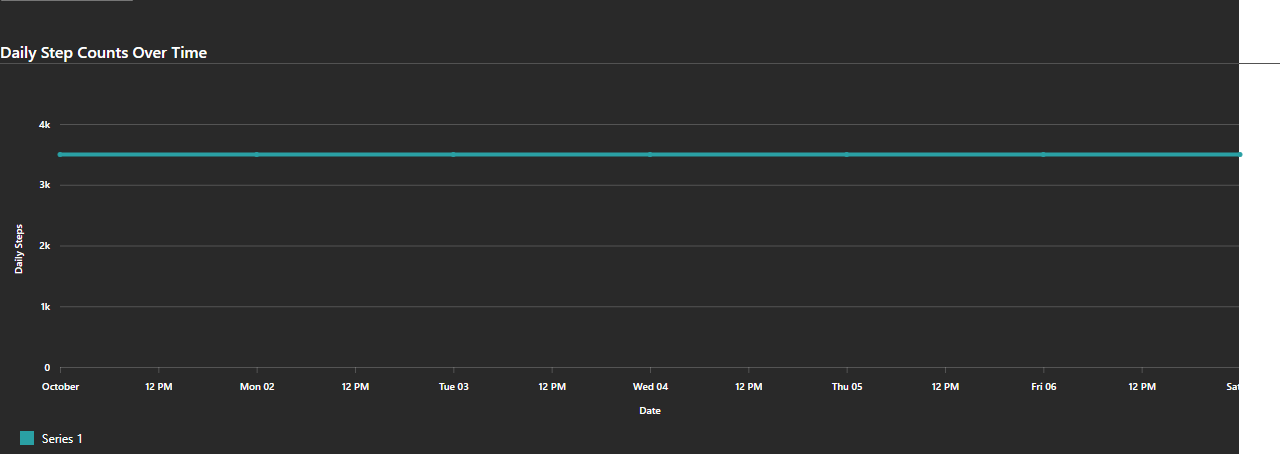 Daily Step Counts Over Time
4k
3k
2k
1k
0
Daily Steps
October 12 PM Mon 02 12 PM Tue 03 12 PM Wed 04 12 PM Thu 05 12 PM Fri 06 12 PM Sat
Date
Series 1